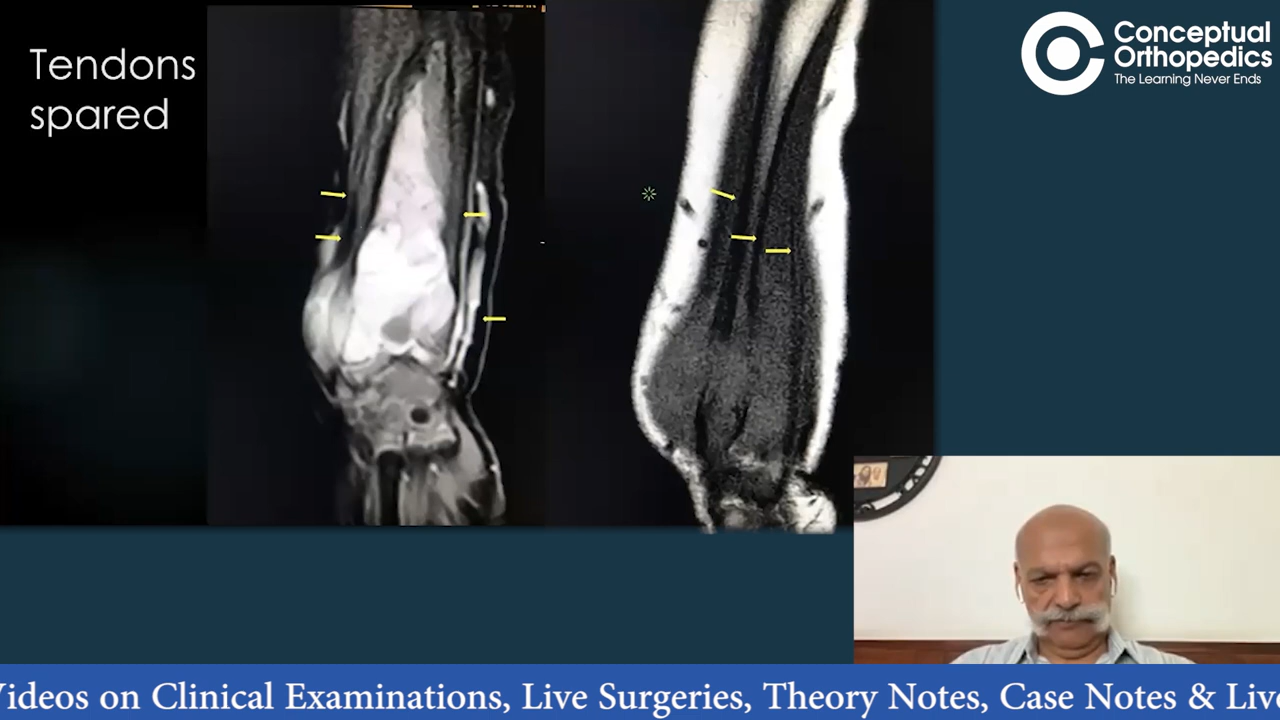 Tendons
spared
Conceptual
Orthopedics
The Learning Never Ends
Videos on Clinical Examinations, Live Surgeries, Theory Notes, Case Notes & Live